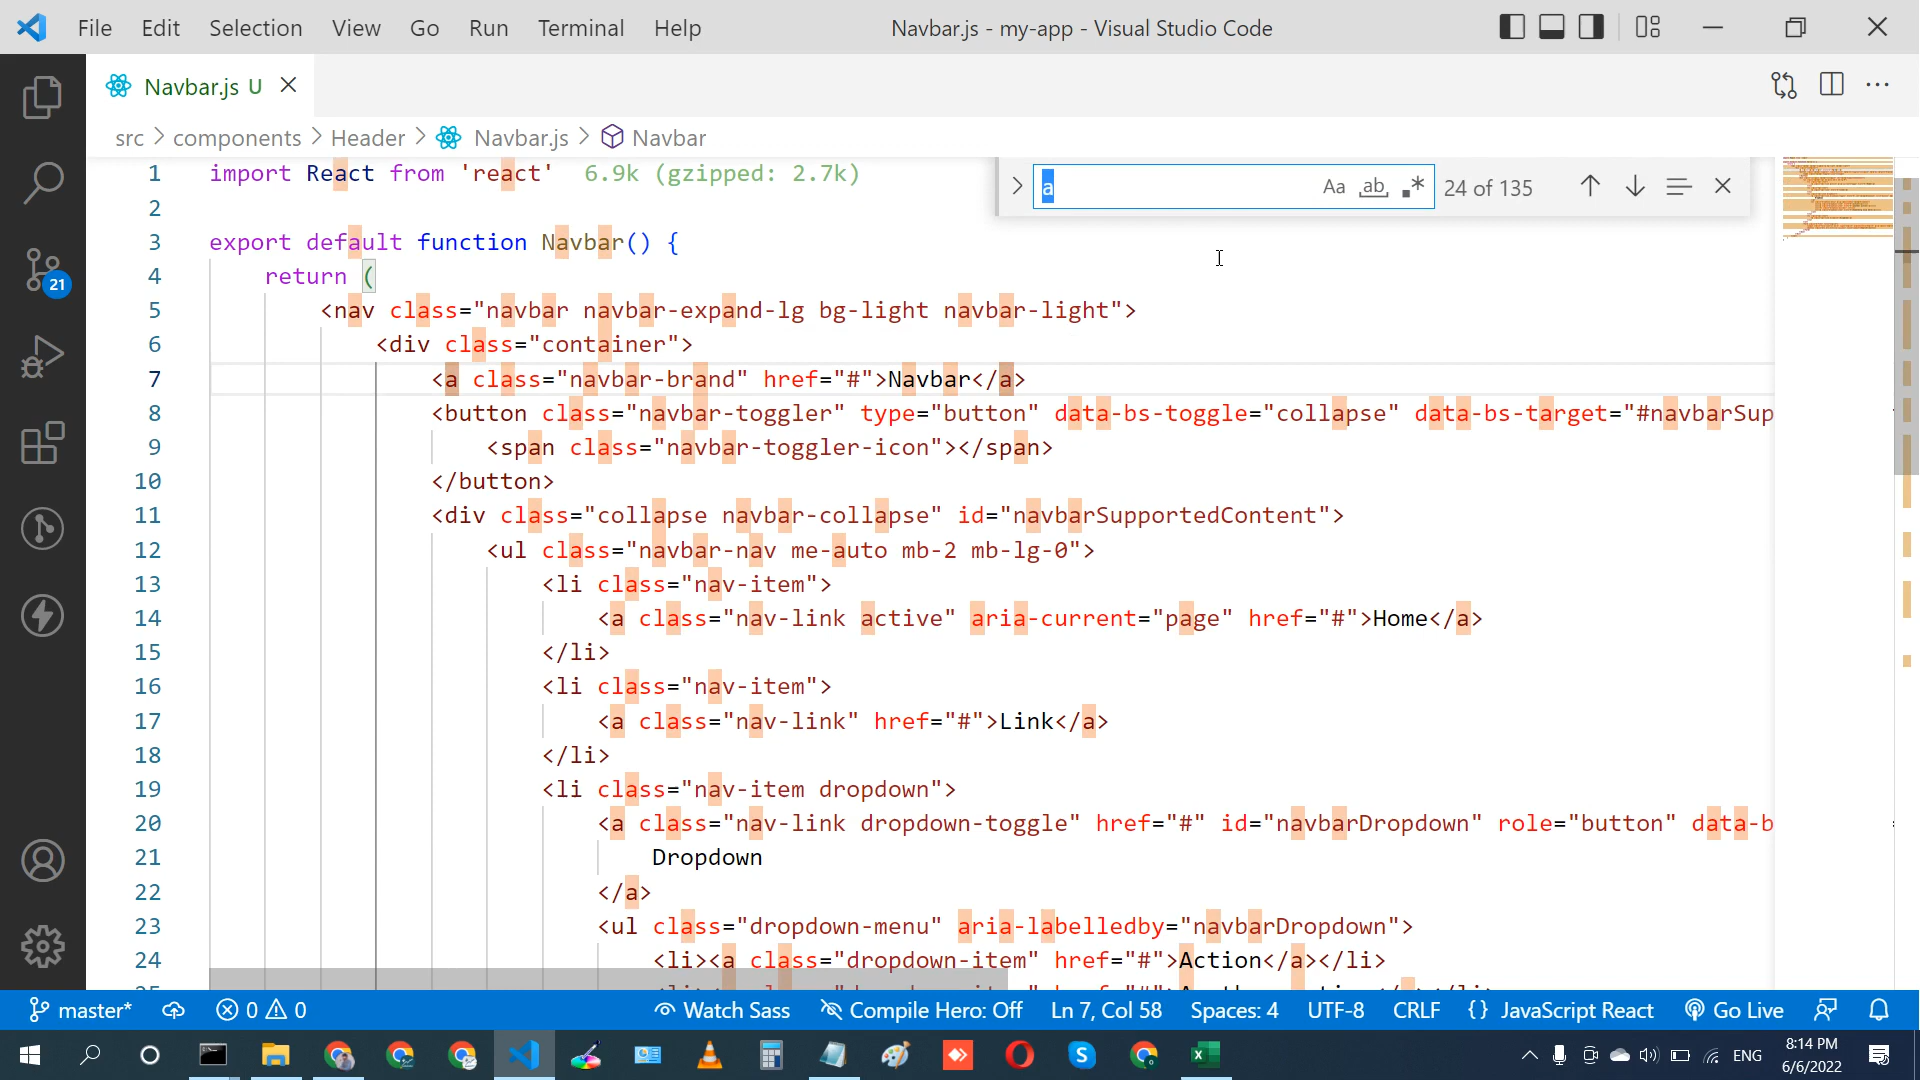 File Edit Selection View Go Run Terminal Help Navbar.js - my-app - Visual Studio Code
Navbar.js U
src > components > Header > Navbar.js > Navbar
a Aa ab .* 24 of 135
1 import React from 'react' 6.9k (gzipped: 2.7k)
2
3 export default function Navbar() {
4 return (
5 <nav class="navbar navbar-expand-lg bg-light navbar-light">
6 <div class="container">
7 <a class="navbar-brand" href="#">Navbar</a>
8 <button class="navbar-toggler" type="button" data-bs-toggle="collapse" data-bs-target="#navbarSup
9 <span class="navbar-toggler-icon"></span>
10 </button>
11 <div class="collapse navbar-collapse" id="navbarSupportedContent">
12 <ul class="navbar-nav me-auto mb-2 mb-lg-0">
13 <li class="nav-item">
14 <a class="nav-link active" aria-current="page" href="#">Home</a>
15 </li>
16 <li class="nav-item">
17 <a class="nav-link" href="#">Link</a>
18 </li>
19 <li class="nav-item dropdown">
20 <a class="nav-link dropdown-toggle" href="#" id="navbarDropdown" role="button" data-b
21 Dropdown
22 </a>
23 <ul class="dropdown-menu" aria-labelledby="navbarDropdown">
24 <li><a class="dropdown-item" href="#">Action</a></li>
21
master* 0 0 Watch Sass Compile Hero: Off Ln 7, Col 58 Spaces: 4 UTF-8 CRLF {} JavaScript React Go Live
ENG 8:14 PM
6/6/2022